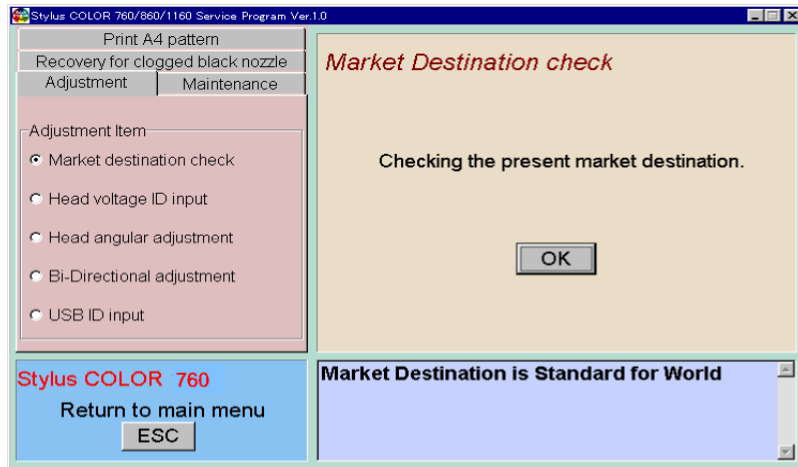 Stylus COLOR 760/860/1160 Service Program Ver.1.0
Print A4 pattern
Recovery for clogged black nozzle
Adjustment
Maintenance
Adjustment Item
Market destination check
Head voltage ID input
Head angular adjustment
Bi-Directional adjustment
USB ID input
Market Destination check
Checking the present market destination.
OK
Stylus COLOR 760
Return to main menu
ESC
Market Destination is Standard for World